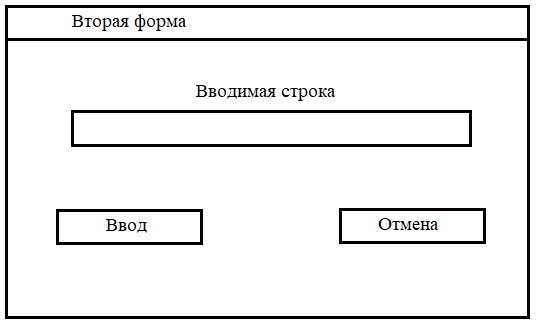 Вторая форма
Вводимая строка
Ввод
Отмена